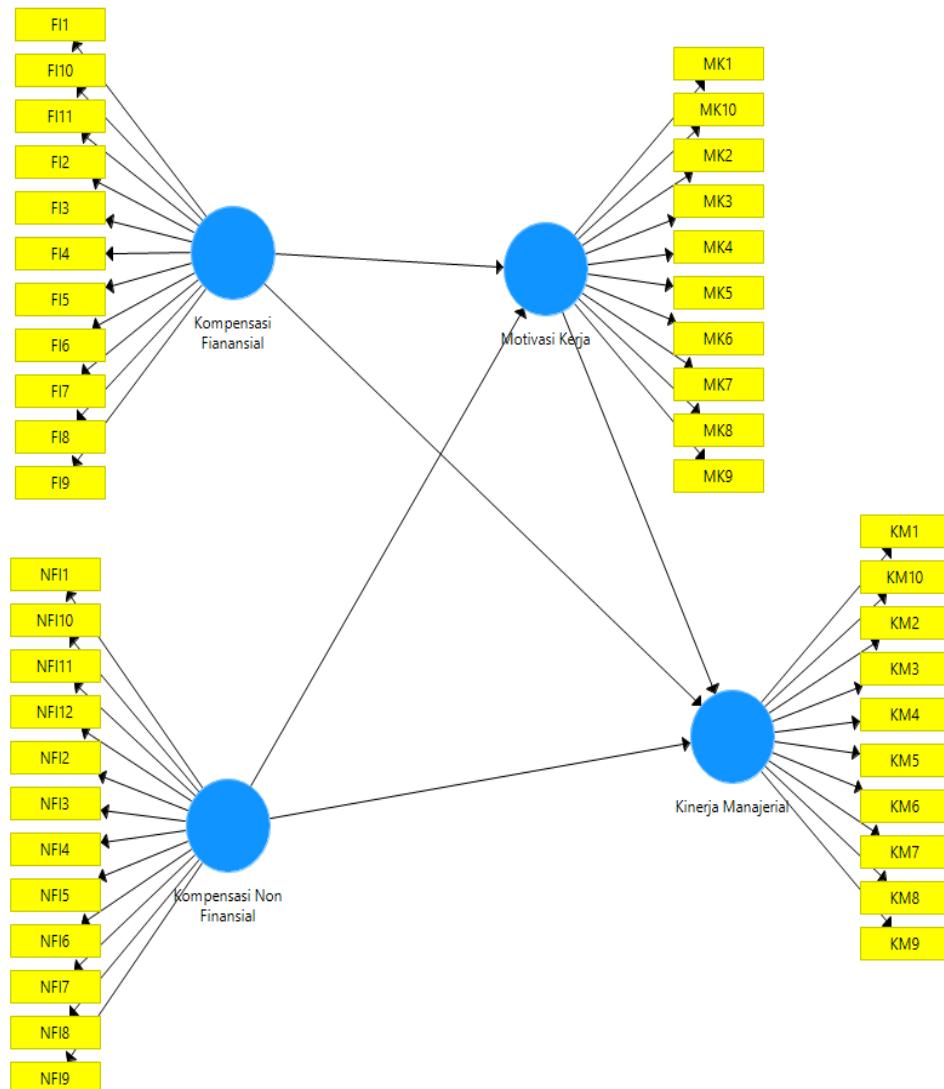 FI1
FI10
FI11
FI2
FI3
FI4
FI5
FI6
FI7
FI8
FI9
Kompensasi
Fianansial
MK1
MK10
MK2
MK3
MK4
MK5
MK6
MK7
MK8
MK9
Motivasi Kerja
NFI1
NFI10
NFI11
NFI12
NFI2
NFI3
NFI4
NFI5
NFI6
NFI7
NFI8
NFI9
Kompensasi Non
Finansial
KM1
KM10
KM2
KM3
KM4
KM5
KM6
KM7
KM8
KM9
Kinerja Manajerial